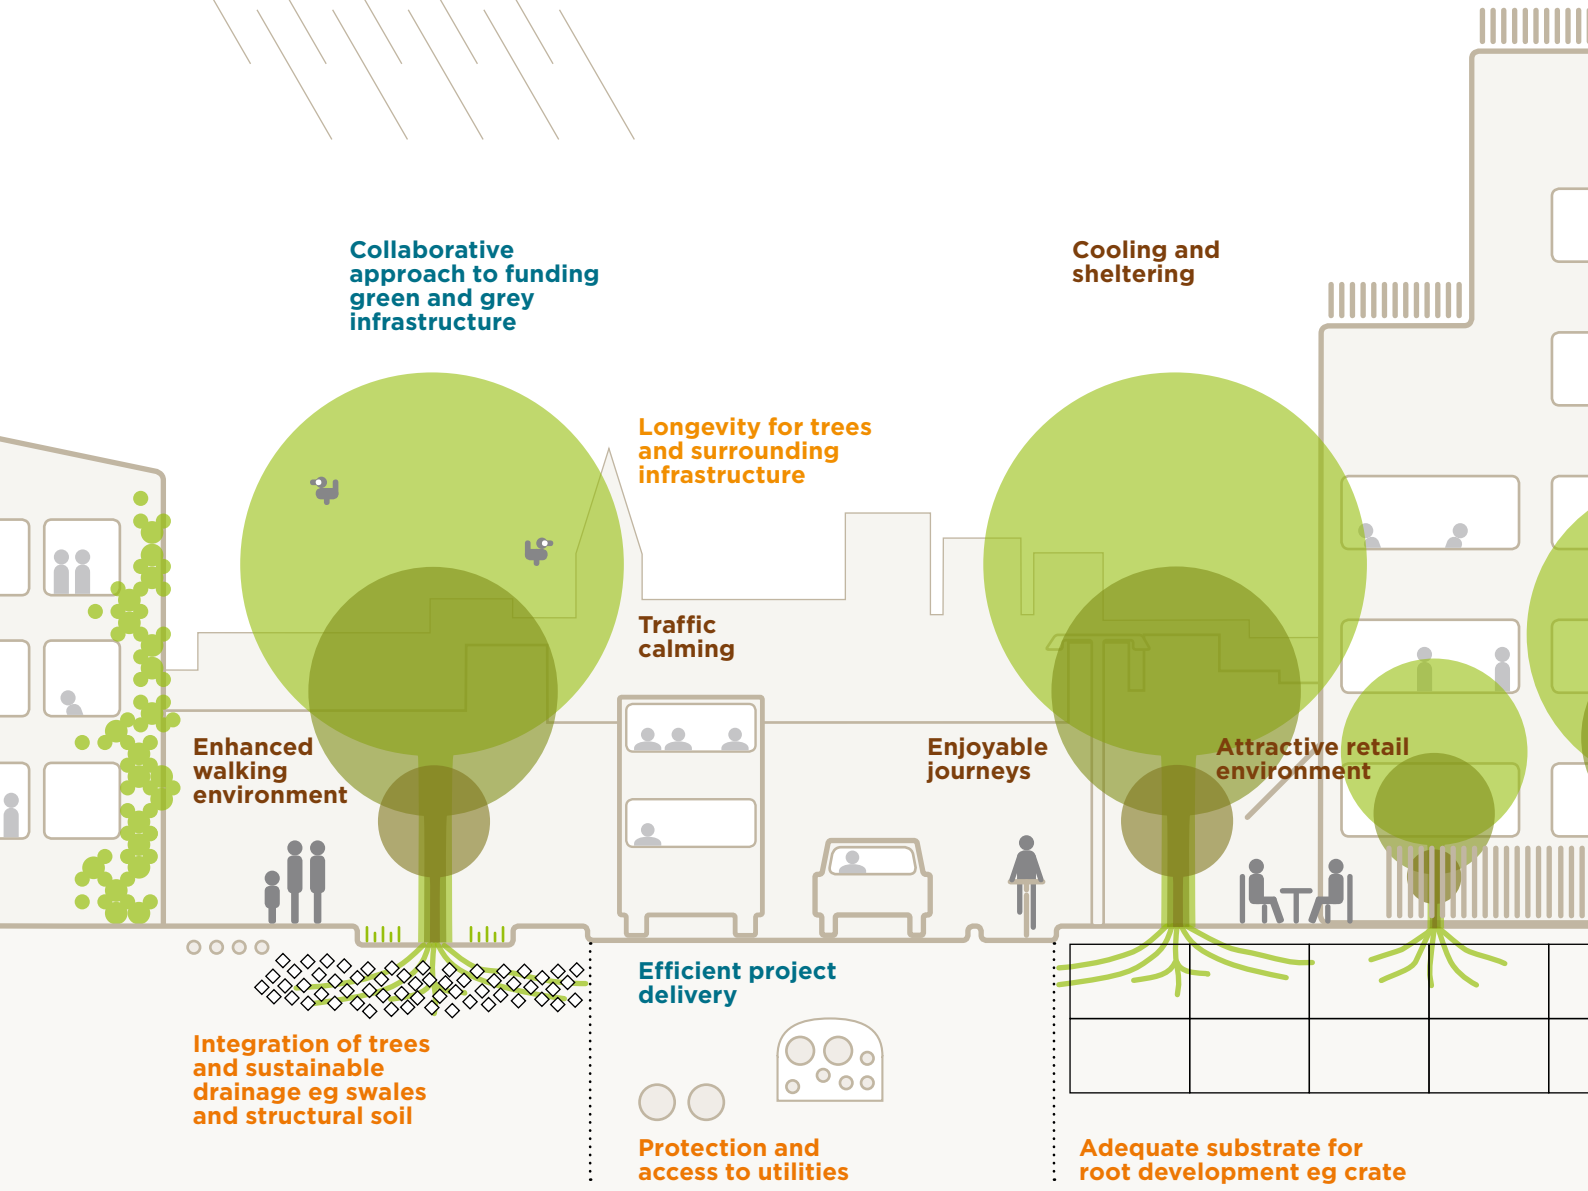 Collaborative
approach to funding
green and grey
infrastructure
Cooling and
sheltering
Longevity for trees
and surrounding
infrastructure
Traffic
calming
Enhanced
walking
environment
Enjoyable
journeys
Attractive retail
environment
Efficient project
delivery
Integration of trees
and sustainable
drainage eg swales
and structural soil
Protection and
access to utilities
Adequate substrate for
root development eg crate